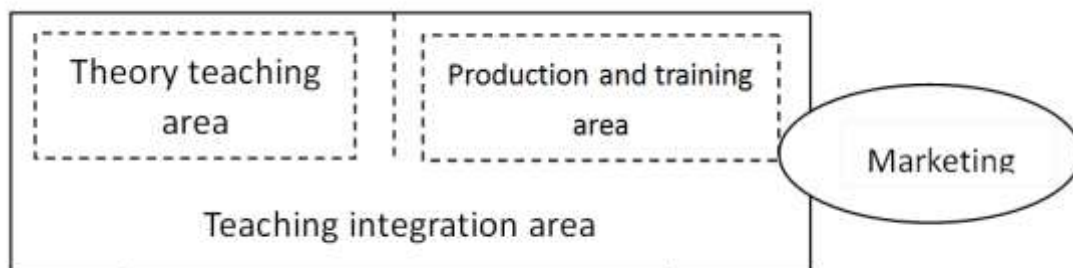 Theory teaching
area
Production and training
area
Marketing
Teaching integration area